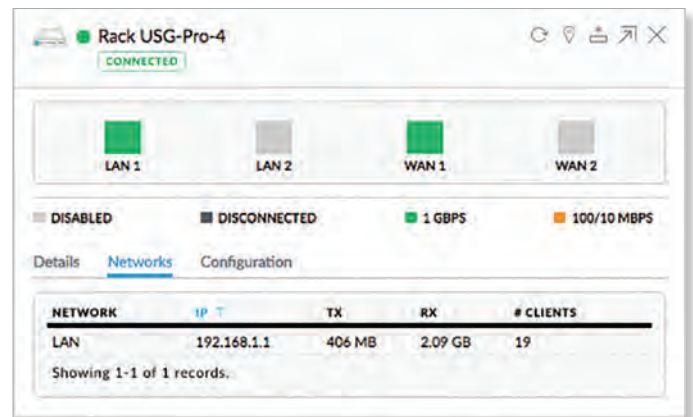 Rack USG-Pro-4
CONNECTED
LAN 1 LAN 2 WAN 1 WAN 2
DISABLED DISCONNECTED 1 GBPS 100/10 MBPS
Details Networks Configuration
NETWORK IP TX RX # CLIENTS
LAN 192.168.1.1 406 MB 2.09 GB 19
Showing 1-1 of 1 records.